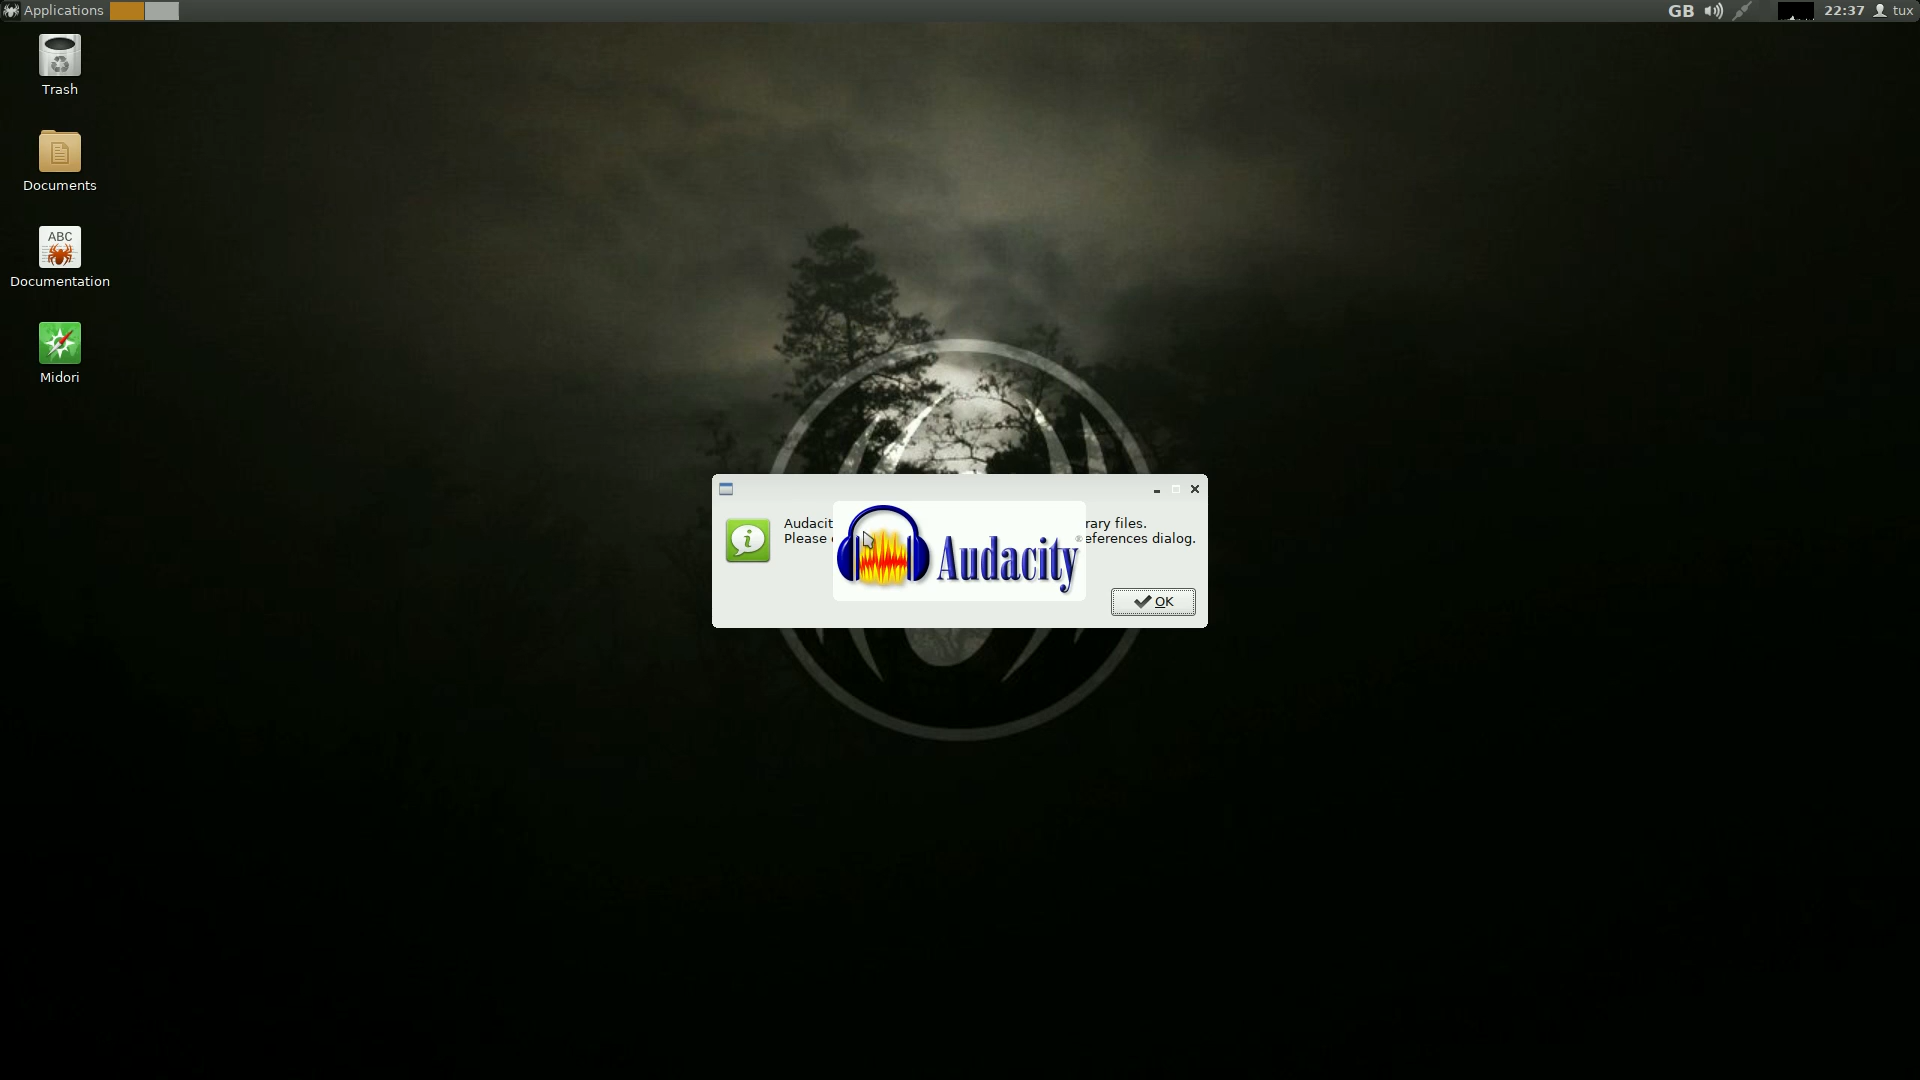 Applications
GB
22:37
tux
Trash
Documents
ABC
Documentation
Midori
Audacit
rary files.
Please
eferences dialog.
Audacity
®
OK